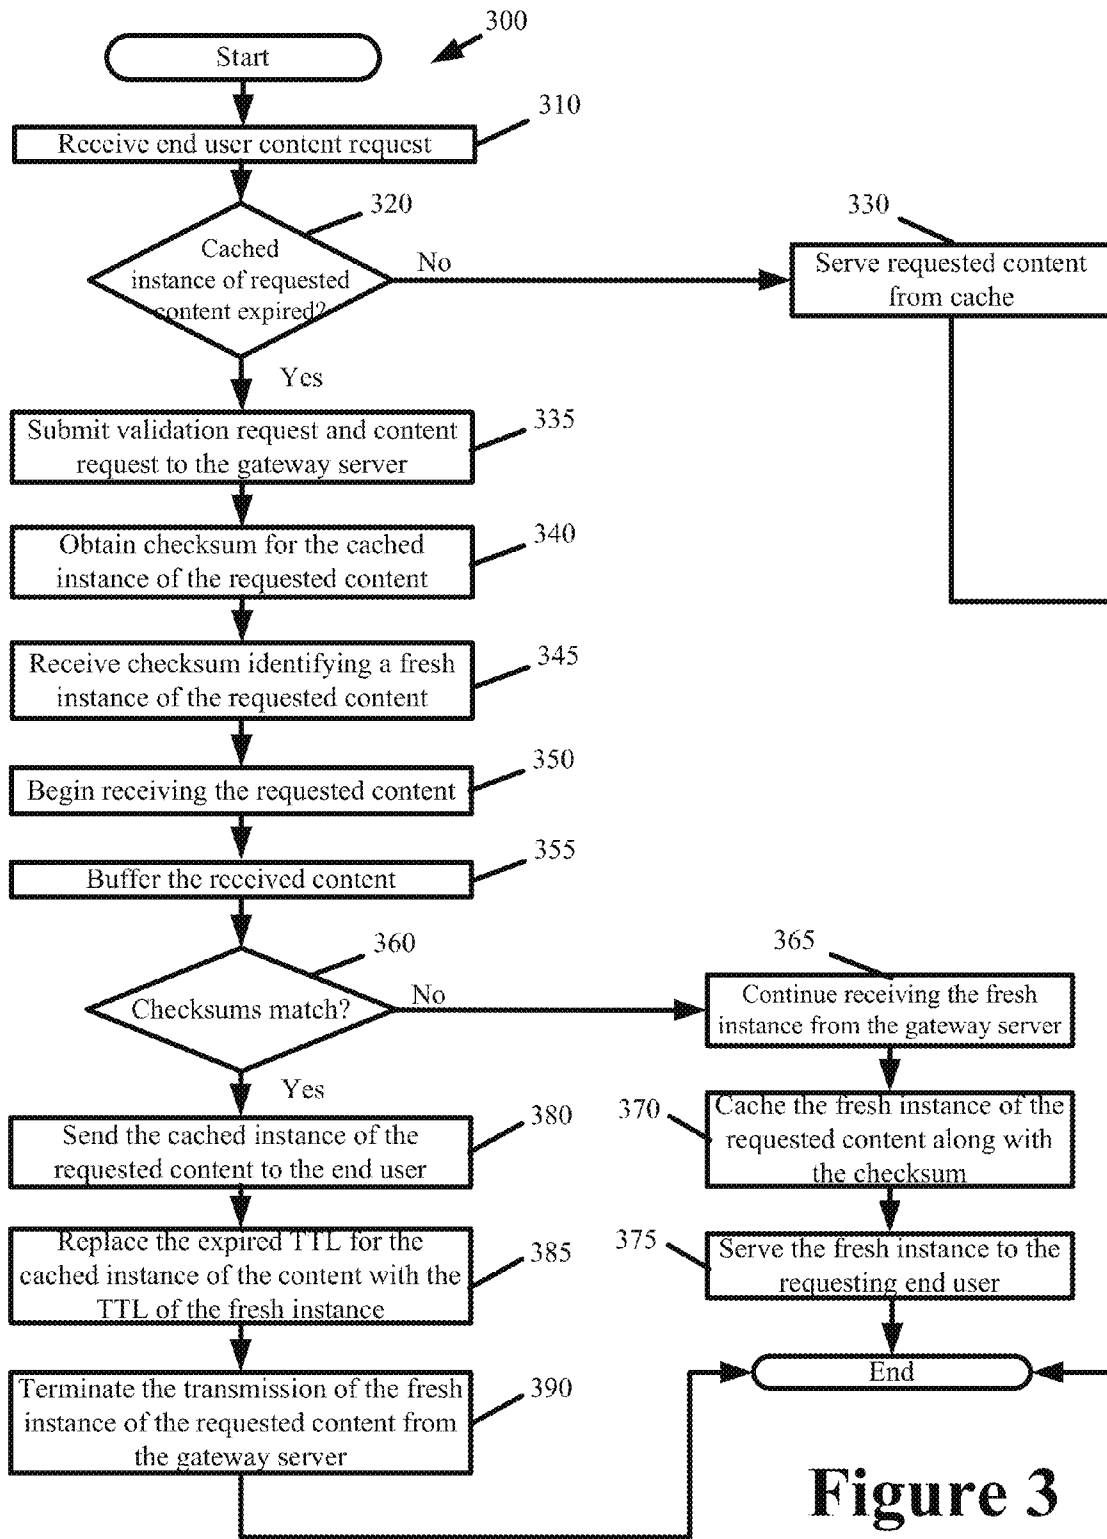 300
Start
310
Receive end user content request
320
Cached
instance of requested
content expired?
No
330
Serve requested content
from cache
Yes
335
Submit validation request and content
request to the gateway server
340
Obtain checksum for the cached
instance of the requested content
345
Receive checksum identifying a fresh
instance of the requested content
350
Begin receiving the requested content
355
Buffer the received content
360
Checksums match?
No
365
Continue receiving the fresh
instance from the gateway server
Yes
370
Cache the fresh instance of the
requested content along with
the checksum
380
Send the cached instance of the
requested content to the end user
375
Serve the fresh instance to the
requesting end user
385
Replace the expired TTL for the
cached instance of the content with the
TTL of the fresh instance
End
390
Terminate the transmission of the fresh
instance of the requested content from
the gateway server
Figure 3